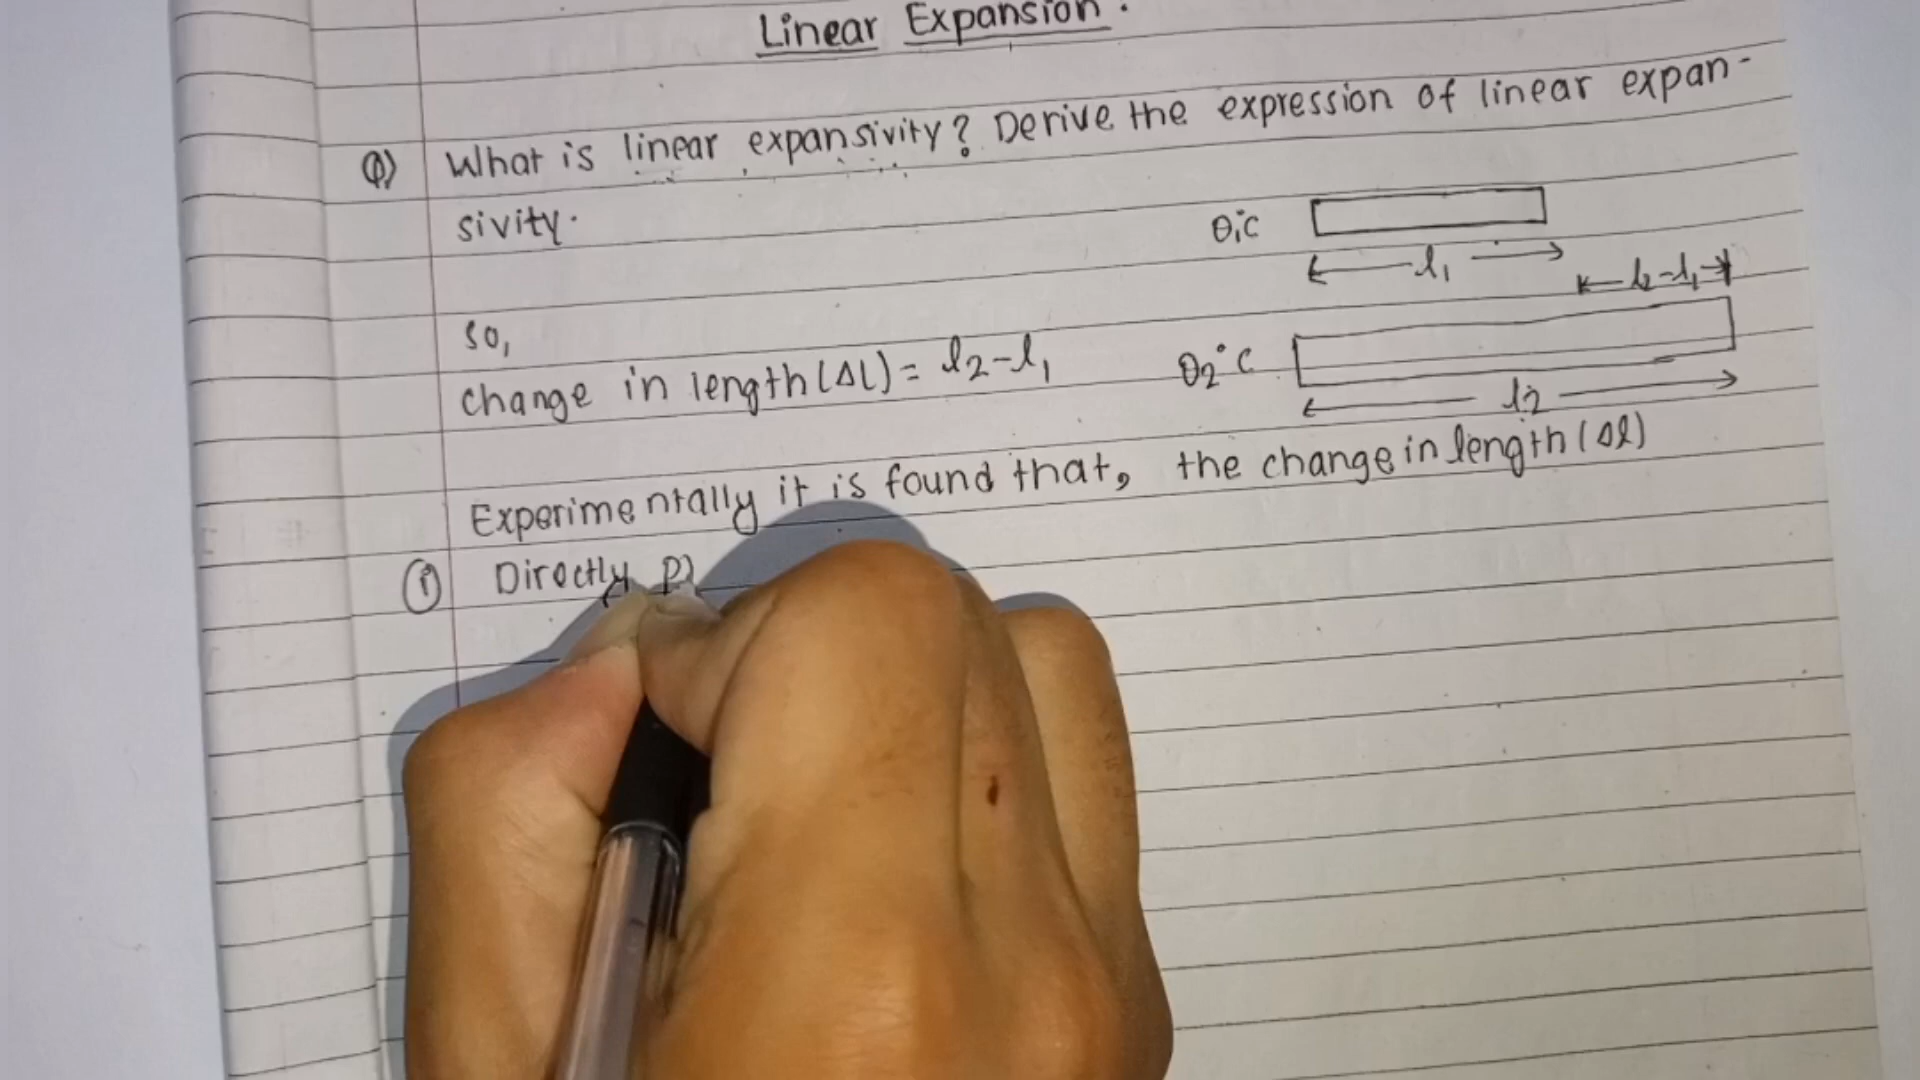 Linear Expansion.
Q) What is linear expansivity? Derive the expression of linear expan-
sivity.
θ₁°C
l₁
l₂-l₁
so,
change in length (Δl) = l₂-l₁
θ₂°C
l₂
Experimentally it is found that, the change in length (Δl)
(i) Directly